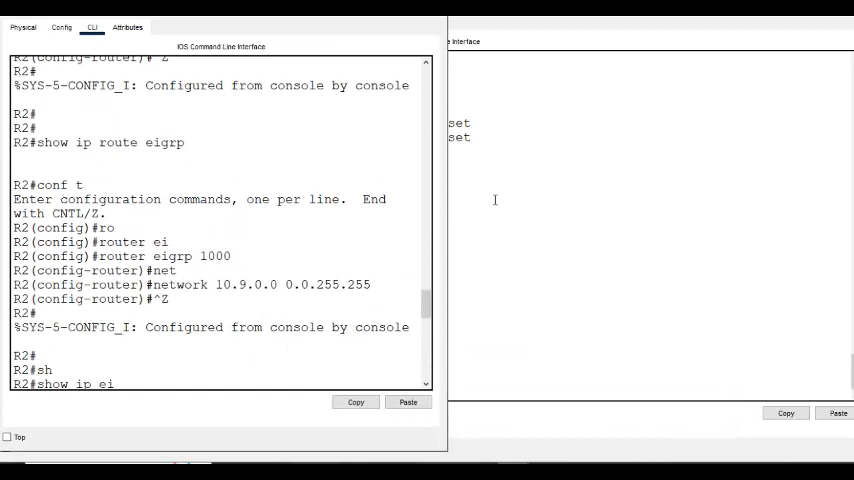 Physical Config CLI Attributes
IOS Command Line Interface
R2(config-router)#^Z
R2#
%SYS-5-CONFIG_I: Configured from console by console
R2#
R2#
R2#show ip route eigrp
R2#conf t
Enter configuration commands, one per line. End
with CNTL/Z.
R2(config)#ro
R2(config)#router ei
R2(config)#router eigrp 1000
R2(config-router)#net
R2(config-router)#network 10.9.0.0 0.0.255.255
R2(config-router)#^Z
R2#
%SYS-5-CONFIG_I: Configured from console by console
R2#
R2#sh
R2#show ip ei
Copy Paste
Top
e Interface
set
set
Copy Paste